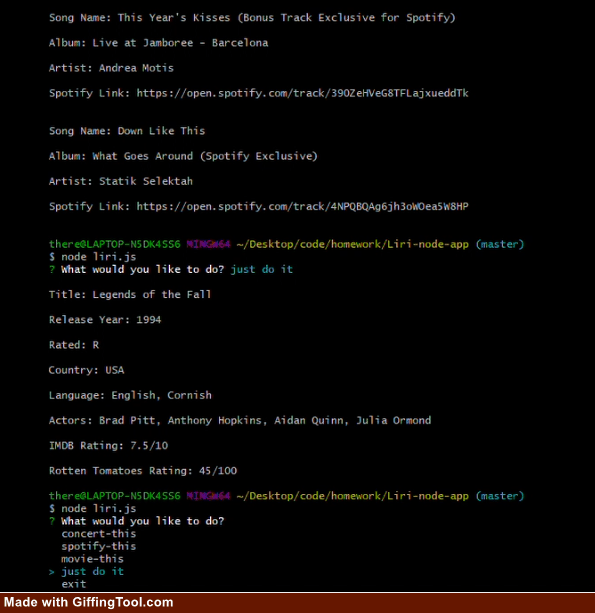 Song Name: This Year's Kisses (Bonus Track Exclusive for Spotify)
Album: Live at Jamboree - Barcelona
Artist: Andrea Motis
Spotify Link: https://open.spotify.com/track/39OZeHVeG8TFLajxueddTk
Song Name: Down Like This
Album: What Goes Around (Spotify Exclusive)
Artist: Statik Selektah
Spotify Link: https://open.spotify.com/track/4NPQBQAg6jh3oWOea5W8HP
there@LAPTOP-N5DK4SS6 MINGW64 ~/Desktop/code/homework/Liri-node-app (master)
$ node liri.js
? What would you like to do? just do it
Title: Legends of the Fall
Release Year: 1994
Rated: R
Country: USA
Language: English, Cornish
Actors: Brad Pitt, Anthony Hopkins, Aidan Quinn, Julia Ormond
IMDB Rating: 7.5/10
Rotten Tomatoes Rating: 45/100
there@LAPTOP-N5DK4SS6 MINGW64 ~/Desktop/code/homework/Liri-node-app (master)
$ node liri.js
? What would you like to do?
concert-this
spotify-this
movie-this
> just do it
exit
Made with GiffingTool.com